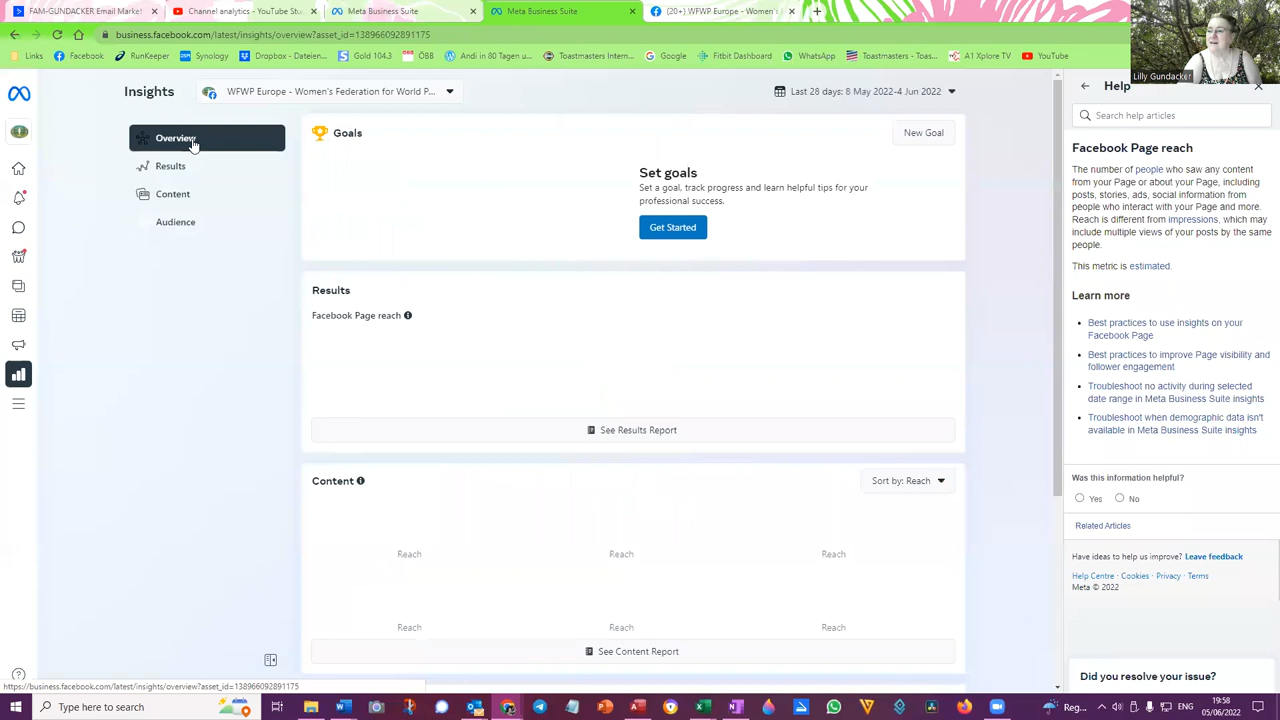 FAM-GUNDACKER Email Market
Channel analytics - YouTube Stu
Meta Business Suite
Meta Business Suite
(20+) WFWP Europe - Women's
business.facebook.com/latest/insights/overview?asset_id=138966092891175
Links
Facebook
RunKeeper
Synology
Dropbox - Dateien...
Gold 104.3
ÖBB
Andi in 80 Tagen u...
Toastmasters Intern...
Google
Fitbit Dashboard
WhatsApp
Toastmasters - Toas...
A1 Xplore TV
YouTube
Lilly Gundacker
Insights
WFWP Europe - Women's Federation for World P...
Last 28 days: 8 May 2022-4 Jun 2022
Help
Search help articles
Overview
Results
Content
Audience
Goals
New Goal
Set goals
Set a goal, track progress and learn helpful tips for your
professional success.
Get Started
Results
Facebook Page reach
See Results Report
Content
Sort by: Reach
Reach
Reach
Reach
Reach
Reach
Reach
See Content Report
Facebook Page reach
The number of people who saw any content
from your Page or about your Page, including
posts, stories, ads, social information from
people who interact with your Page and more.
Reach is different from impressions, which may
include multiple views of your posts by the same
people.
This metric is estimated.
Learn more
Best practices to use insights on your
Facebook Page
Best practices to improve Page visibility and
follower engagement
Troubleshoot no activity during selected
date range in Meta Business Suite insights
Troubleshoot when demographic data isn't
available in Meta Business Suite insights
Was this information helpful?
Yes
No
Related Articles
Have ideas to help us improve? Leave feedback
Help Centre · Cookies · Privacy · Terms
Meta © 2022
Did you resolve your issue?
https://business.facebook.com/latest/insights/overview?asset_id=138966092891175
Type here to search
Reg...
19:58
05/06/2022